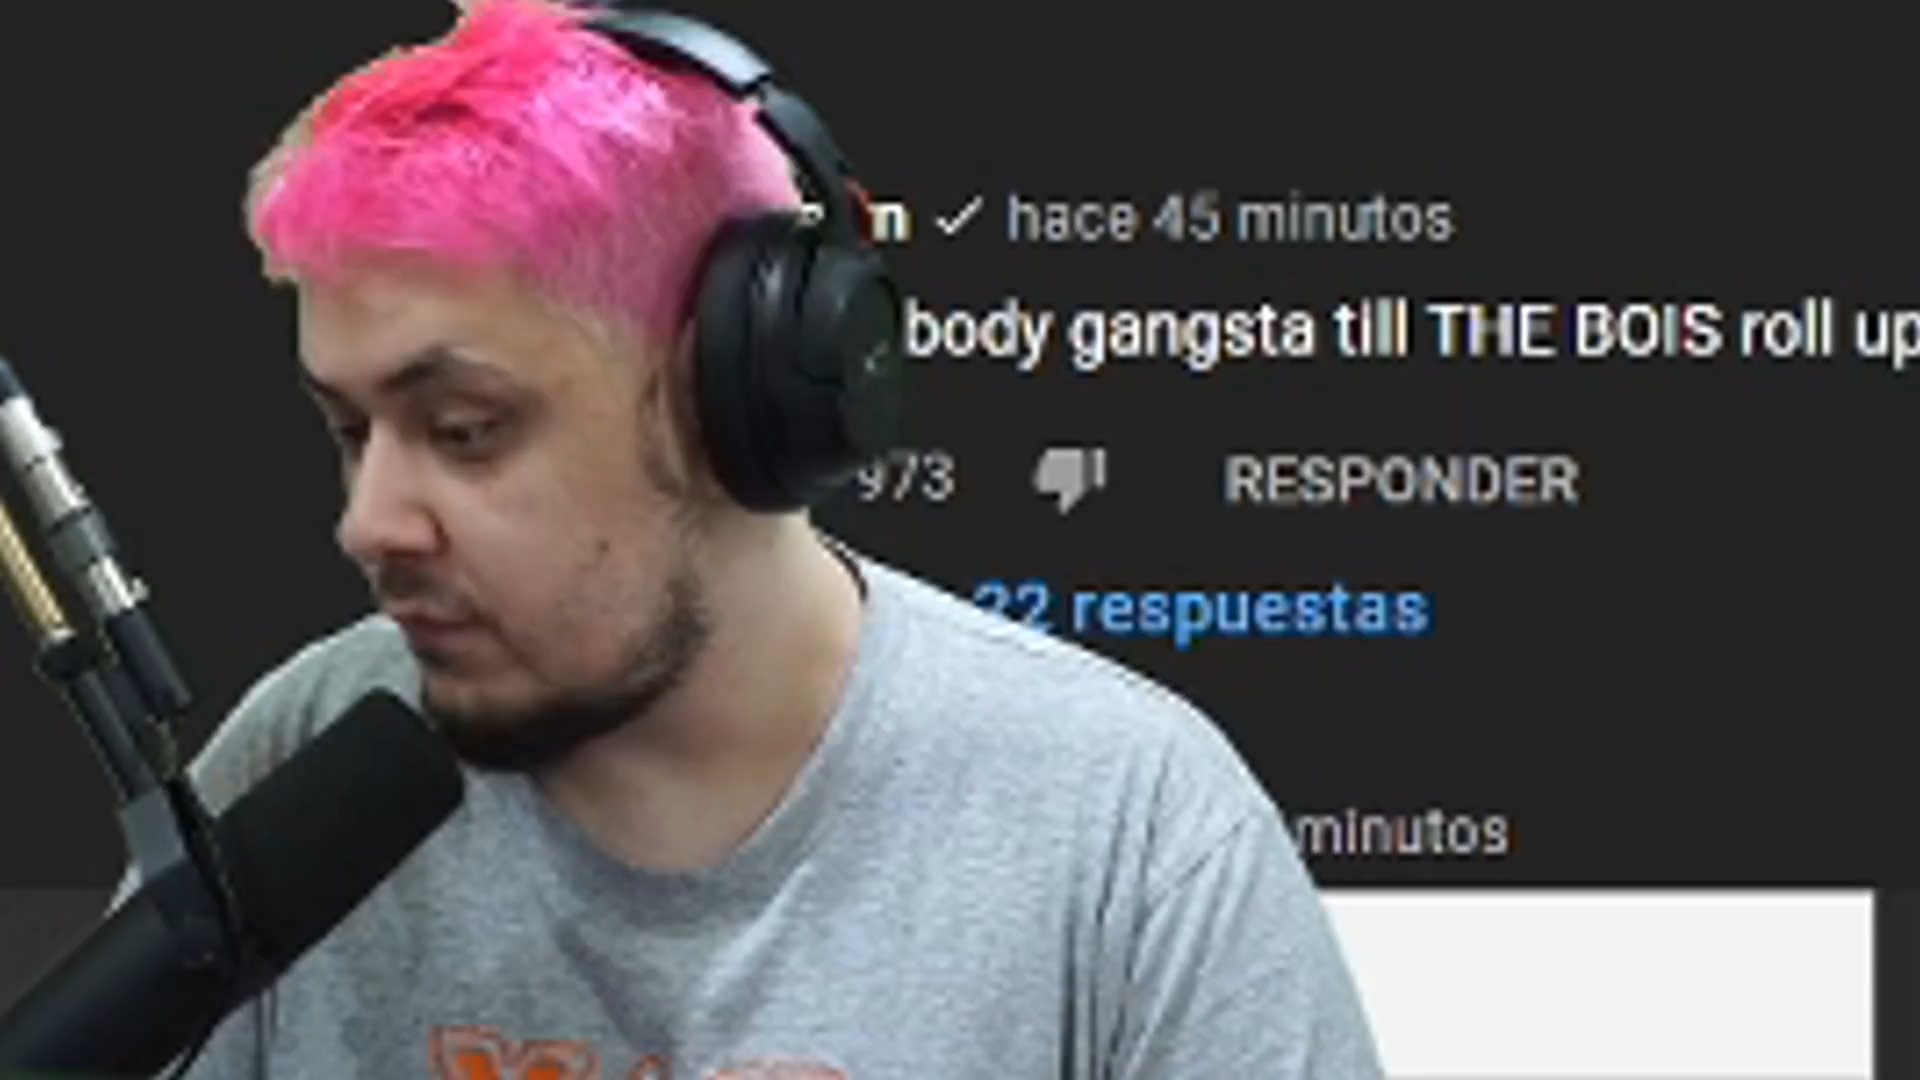 m ✓ hace 45 minutos
body gangsta till THE BOIS roll up
973 RESPONDER
22 respuestas
minutos